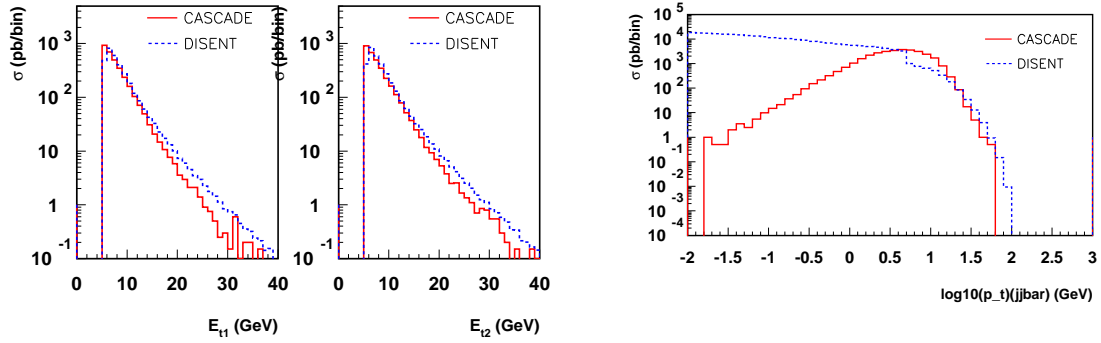 σ (pb/bin)
CASCADE
DISENT
10 3
10 2
10
1
10 -1
0 10 20 30 40
E t1 (GeV)
σ (pb/bin)
CASCADE
DISENT
10 3
10 2
10
1
10 -1
0 10 20 30 40
E t2 (GeV)
σ (pb/bin)
CASCADE
DISENT
10 5
10 4
10 3
10 2
10
1
10 -1
10 -2
10 -3
10 -4
10 -5
-2 -1.5 -1 -0.5 0 0.5 1 1.5 2 2.5 3
log10(p_t)(jjbar) (GeV)